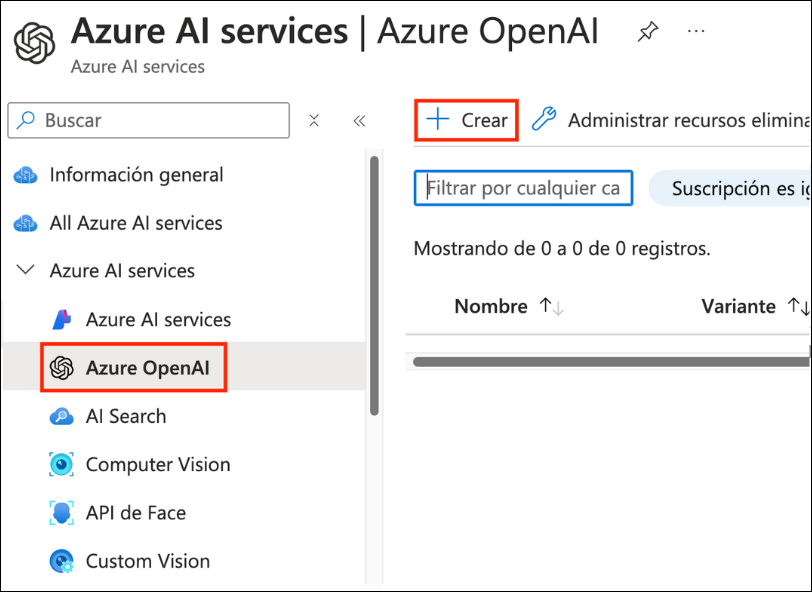 Azure AI services | Azure OpenAI
Azure AI services
Buscar
Crear
Administrar recursos elimina
Filtrar por cualquier ca
Suscripción es ig
Mostrando de 0 a 0 de 0 registros.
Nombre
Variante
Información general
All Azure AI services
Azure AI services
Azure AI services
Azure OpenAI
AI Search
Computer Vision
API de Face
Custom Vision